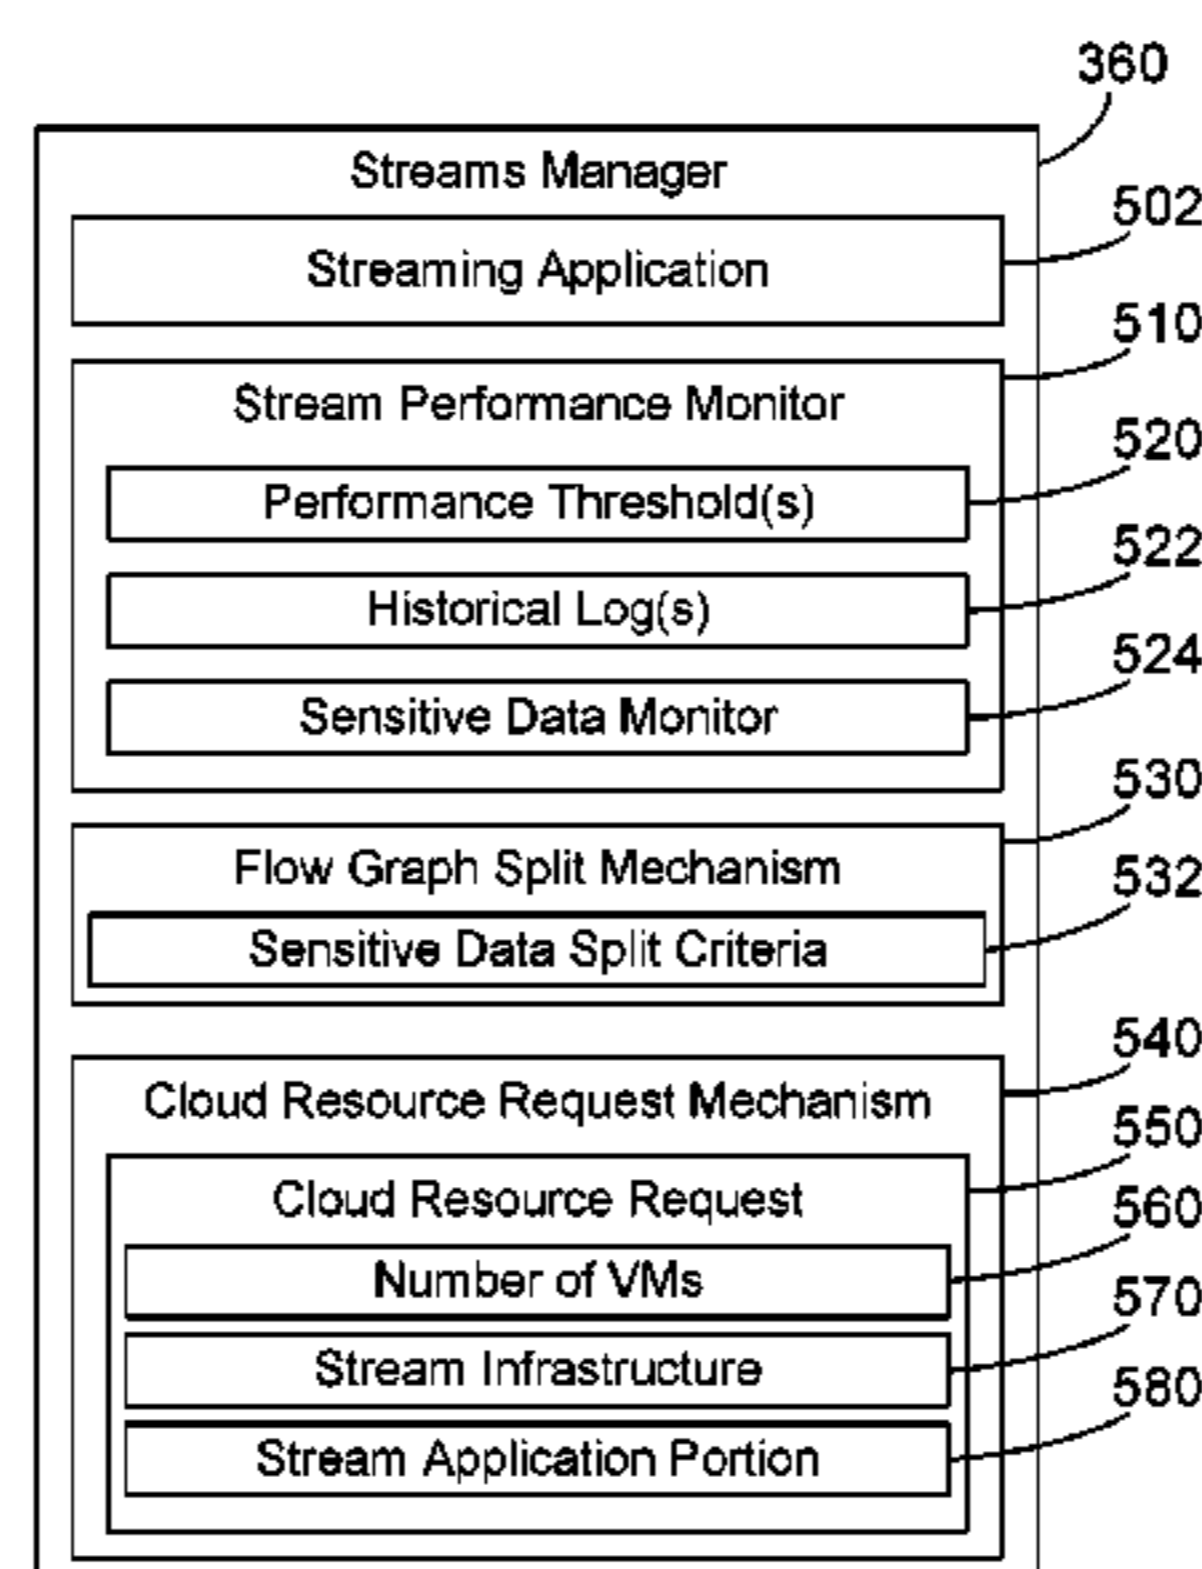 360
Streams Manager
502
Streaming Application
510
Stream Performance Monitor
520
Performance Threshold(s)
522
Historical Log(s)
524
Sensitive Data Monitor
530
Flow Graph Split Mechanism
532
Sensitive Data Split Criteria
540
Cloud Resource Request Mechanism
550
Cloud Resource Request
560
Number of VMs
570
Stream Infrastructure
580
Stream Application Portion